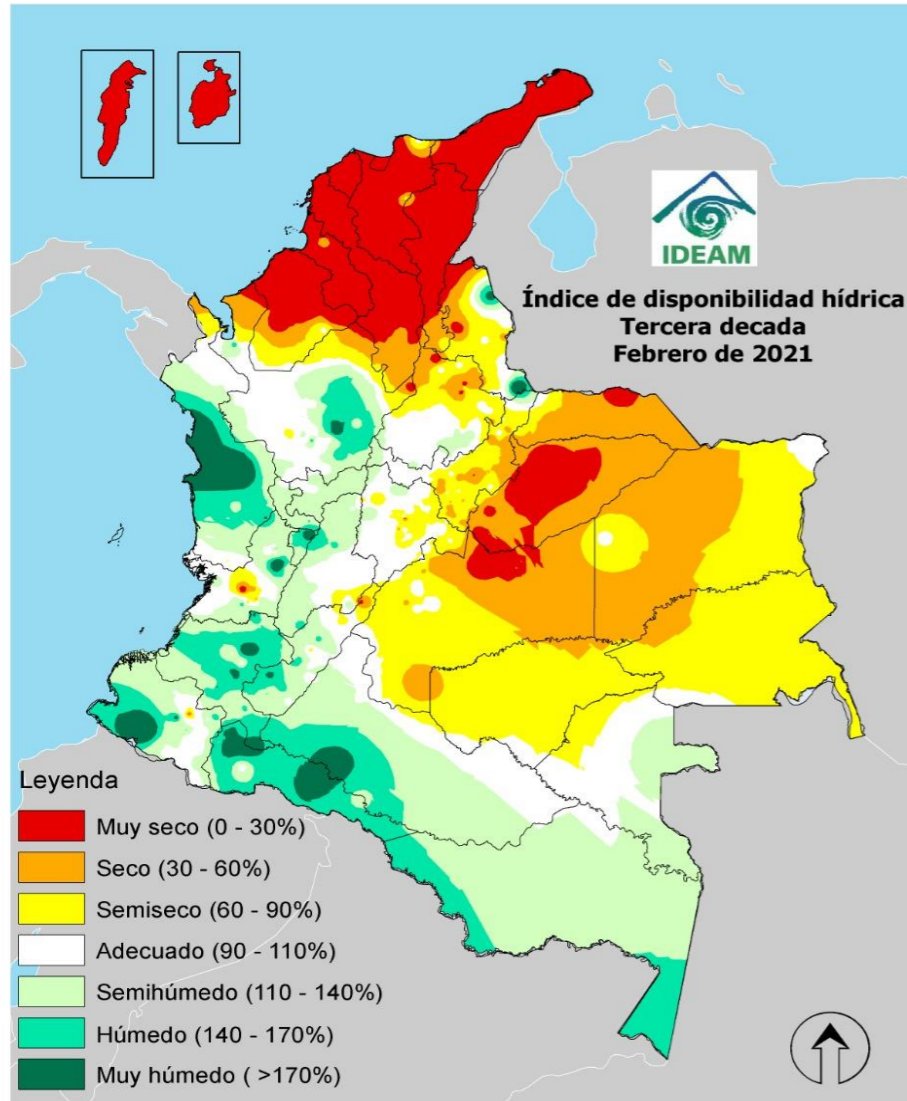 IDEAM
Índice de disponibilidad hídrica
Tercera decada
Febrero de 2021
Leyenda
Muy seco (0 - 30%)
Seco (30 - 60%)
Semiseco (60 - 90%)
Adecuado (90 - 110%)
Semihúmedo (110 - 140%)
Húmedo (140 - 170%)
Muy húmedo ( >170%)